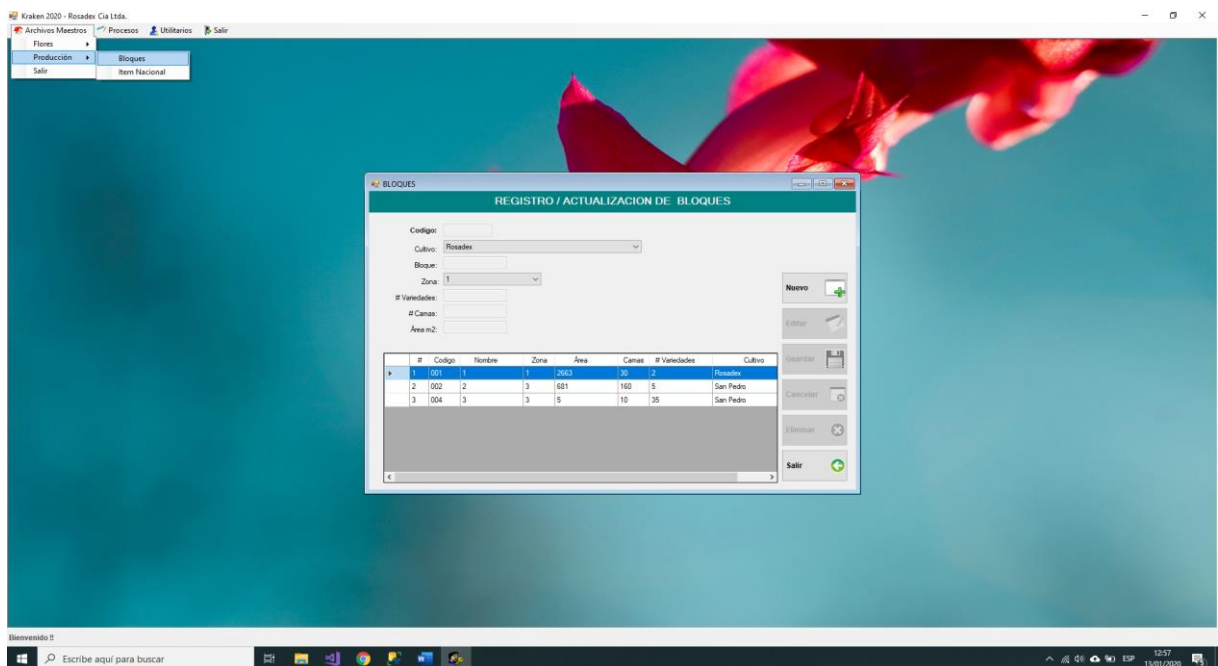 Kraken 2020 - Rosadex Cia Ltda.
Archivos Maestros Procesos Utilitarios Salir
Flores
Producción Bloques
Salir Item Nacional
BLOQUES
REGISTRO / ACTUALIZACION DE BLOQUES
Codigo:
Cultivo: Rosadex
Bloque:
Zona: 1
# Variedades:
# Camas:
Área m2:
Nuevo
Editar
Guardar
Cancelar
Eliminar
Salir
# Codigo Nombre Zona Área Camas # Variedades Cultivo
1 001 1 1 2663 30 2 Rosadex
2 002 2 3 681 160 5 San Pedro
3 004 3 3 5 10 35 San Pedro
Bienvenido !!
Escribe aquí para buscar
ESP
12:57
13/01/2020